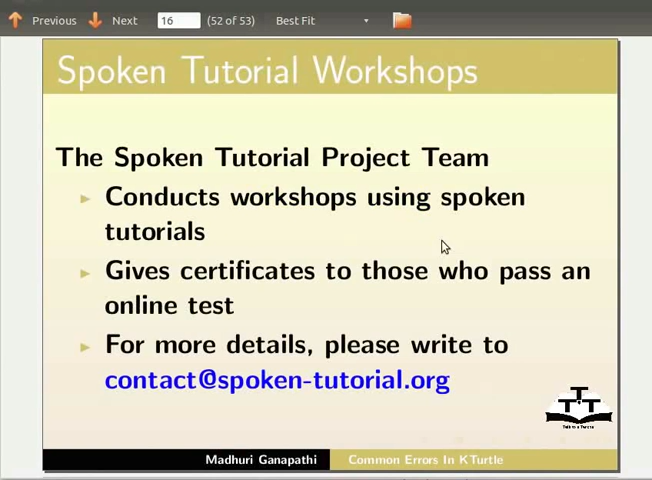 Previous Next 16 (52 of 53) Best Fit
Spoken Tutorial Workshops
The Spoken Tutorial Project Team
Conducts workshops using spoken
tutorials
Gives certificates to those who pass an
online test
For more details, please write to
contact@spoken-tutorial.org
Madhuri Ganapathi Common Errors In KTurtle